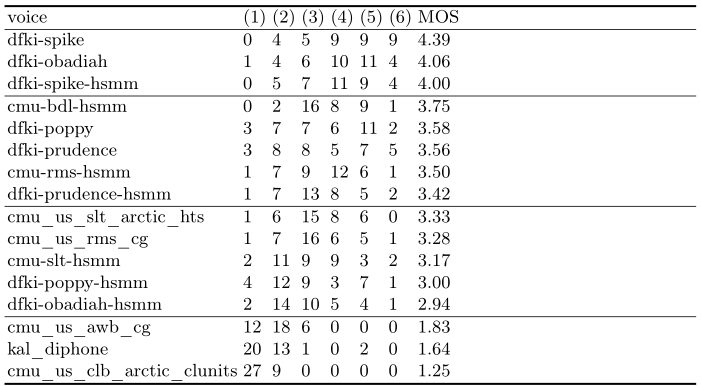 voice (1) (2) (3) (4) (5) (6) MOS
dfki-spike 0 4 5 9 9 9 4.39
dfki-obadiah 1 4 6 10 11 4 4.06
dfki-spike-hsmm 0 5 7 11 9 4 4.00
cmu-bdl-hsmm 0 2 16 8 9 1 3.75
dfki-poppy 3 7 7 6 11 2 3.58
dfki-prudence 3 8 8 5 7 5 3.56
cmu-rms-hsmm 1 7 9 12 6 1 3.50
dfki-prudence-hsmm 1 7 13 8 5 2 3.42
cmu_us_slt_arctic_hts 1 6 15 8 6 0 3.33
cmu_us_rms_cg 1 7 16 6 5 1 3.28
cmu-slt-hsmm 2 11 9 9 3 2 3.17
dfki-poppy-hsmm 4 12 9 3 7 1 3.00
dfki-obadiah-hsmm 2 14 10 5 4 1 2.94
cmu_us_awb_cg 12 18 6 0 0 0 1.83
kal_diphone 20 13 1 0 2 0 1.64
cmu_us_clb_arctic_clunits 27 9 0 0 0 0 1.25